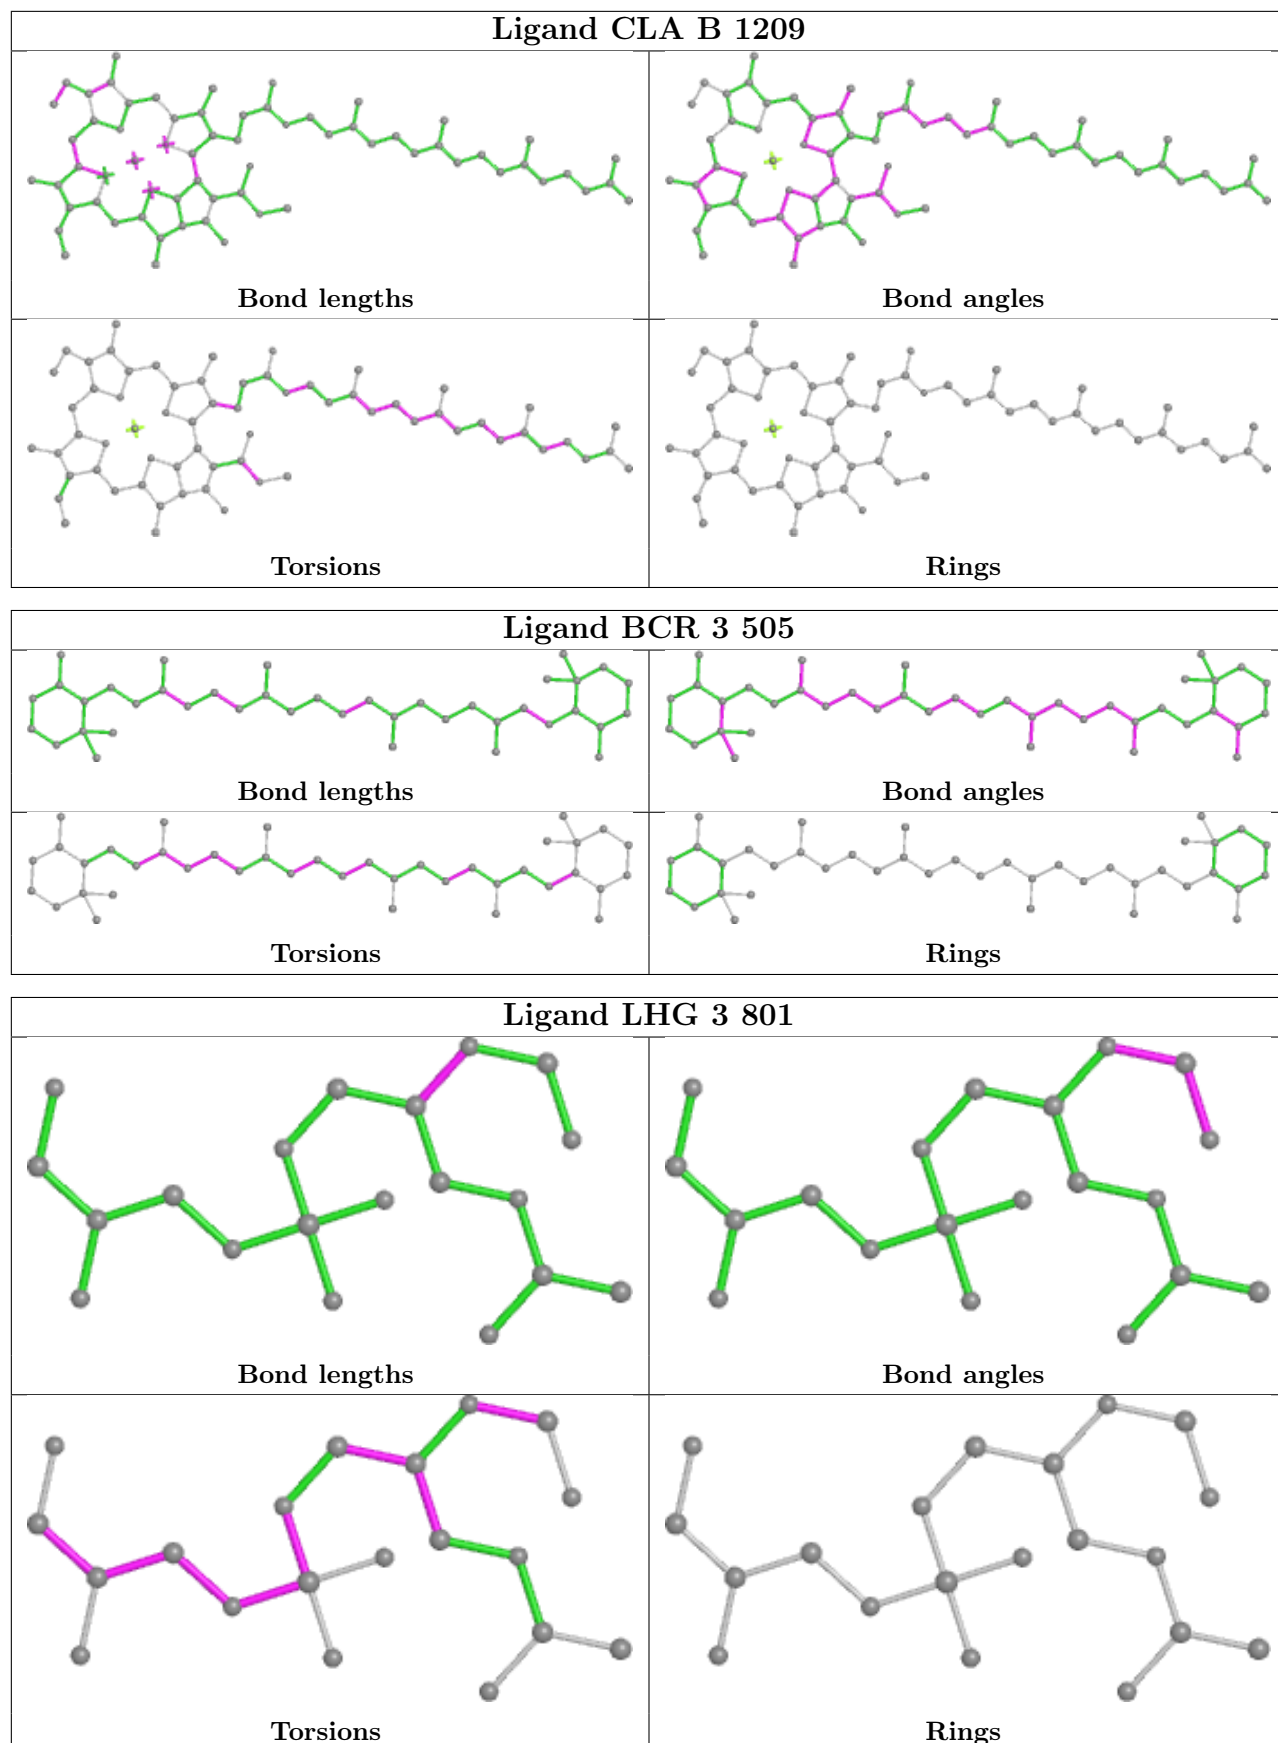 Ligand CLA B 1209
Bond lengths
Bond angles
Torsions
Rings
Ligand BCR 3 505
Bond lengths
Bond angles
Torsions
Rings
Ligand LHG 3 801
Bond lengths
Bond angles
Torsions
Rings